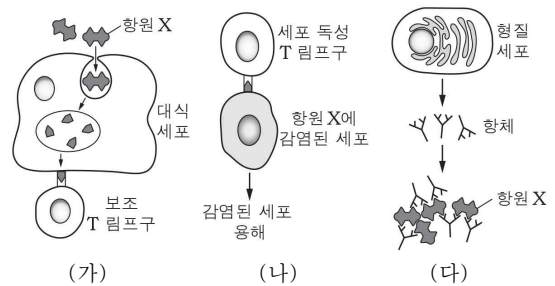 항원 X
대식
세포
보조
T 림프구
(가)
세포 독성
T 림프구
항원 X에
감염된 세포
감염된 세포
용해
(나)
형질
세포
항체
항원 X
(다)